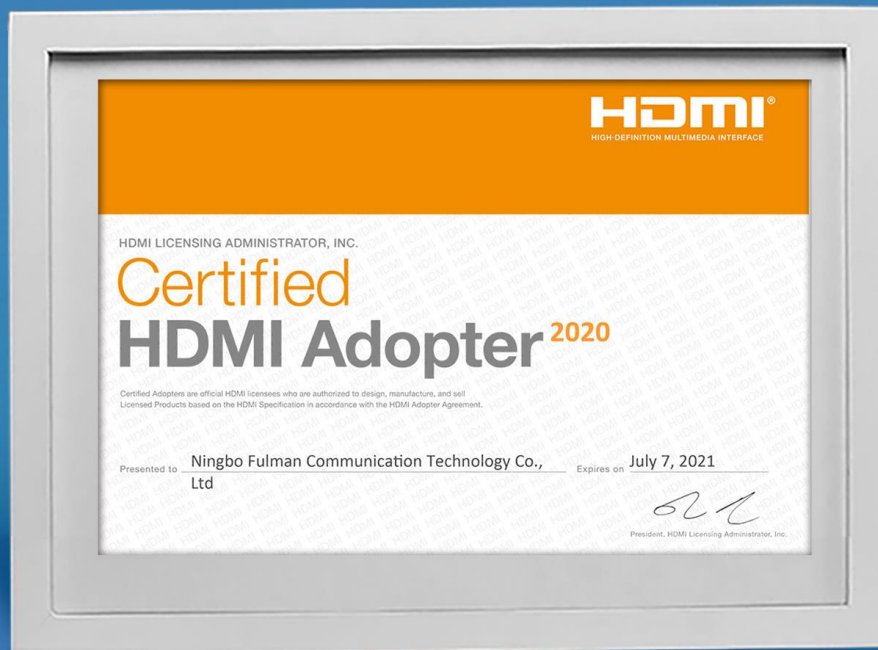 HDMI®
HIGH-DEFINITION MULTIMEDIA INTERFACE
HDMI LICENSING ADMINISTRATOR, INC.
Certified
HDMI Adopter 2020
Certified Adopters are official HDMI licensees who are authorized to design, manufacture, and sell
Licensed Products based on the HDMI Specification in accordance with the HDMI Adopter Agreement.
Presented to Ningbo Fulman Communication Technology Co., Expires on July 7, 2021
Ltd
President, HDMI Licensing Administrator, Inc.